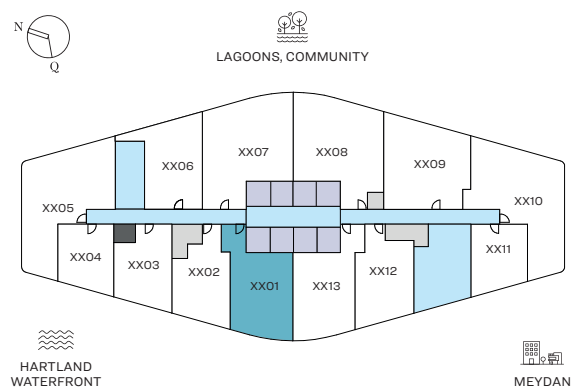 N
Q
LAGOONS, COMMUNITY
XX06
XX07
XX08
XX09
XX05
XX10
XX04
XX03
XX02
XX01
XX13
XX12
XX11
HARTLAND
WATERFRONT
MEYDAN